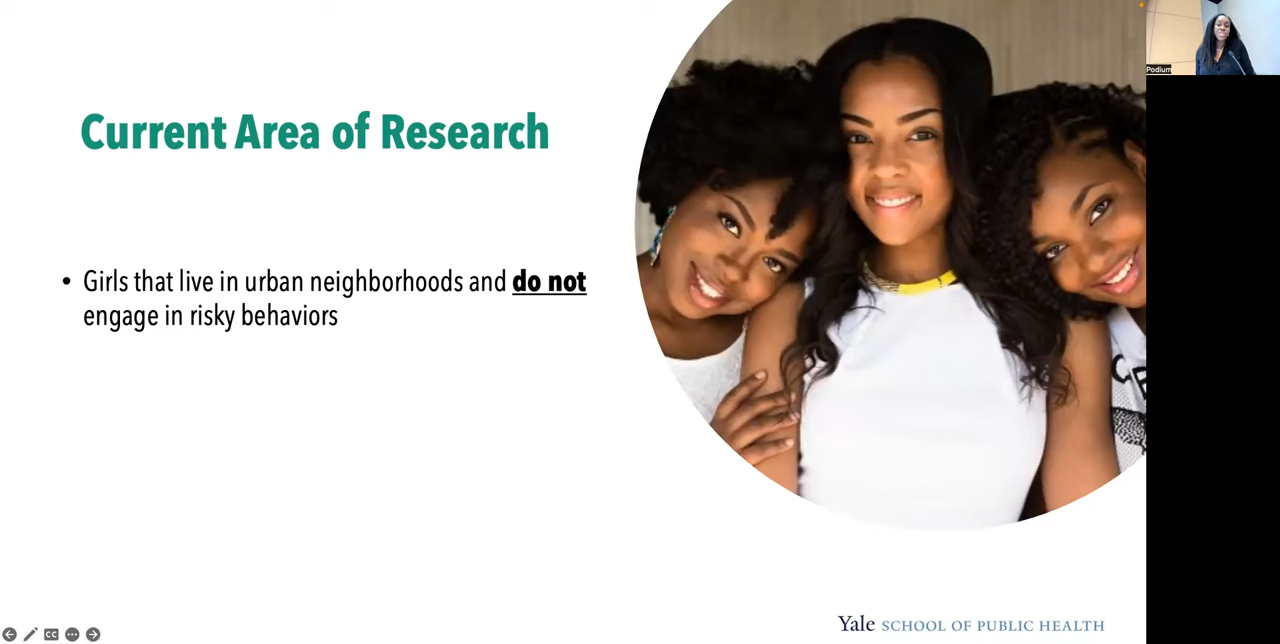 Current Area of Research
• Girls that live in urban neighborhoods and do not
engage in risky behaviors
Podium
CC
Yale SCHOOL OF PUBLIC HEALTH